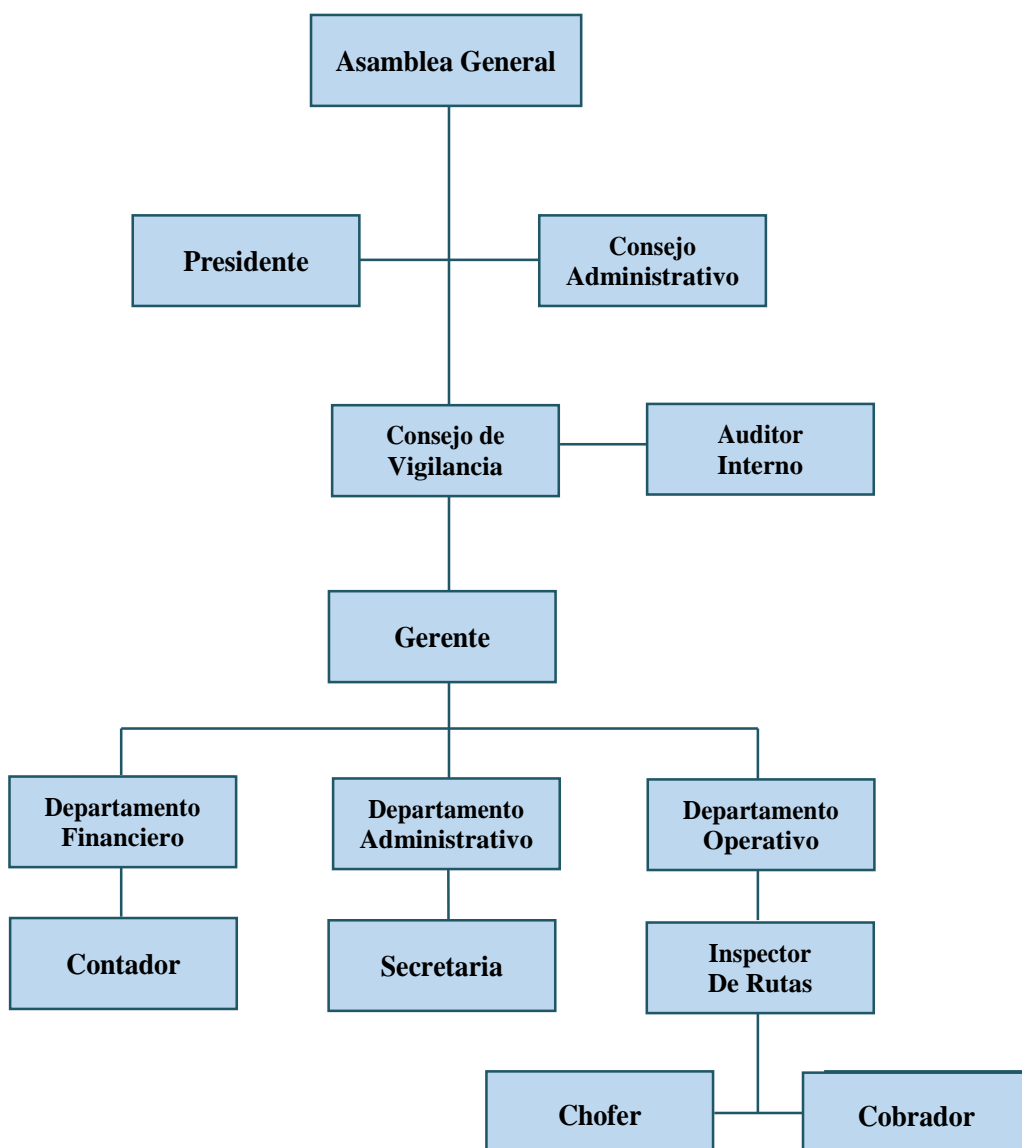 Asamblea General
Presidente
Consejo
Administrativo
Consejo de
Vigilancia
Auditor
Interno
Gerente
Departamento
Financiero
Departamento
Administrativo
Departamento
Operativo
Contador
Secretaria
Inspector
De Rutas
Chofer
Cobrador